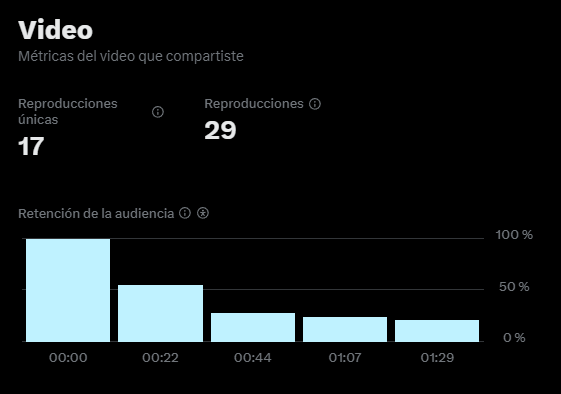 Video
Métricas del video que compartiste
Reproducciones únicas
17
Reproducciones
29
Retención de la audiencia
100 %
50 %
0 %
00:00
00:22
00:44
01:07
01:29